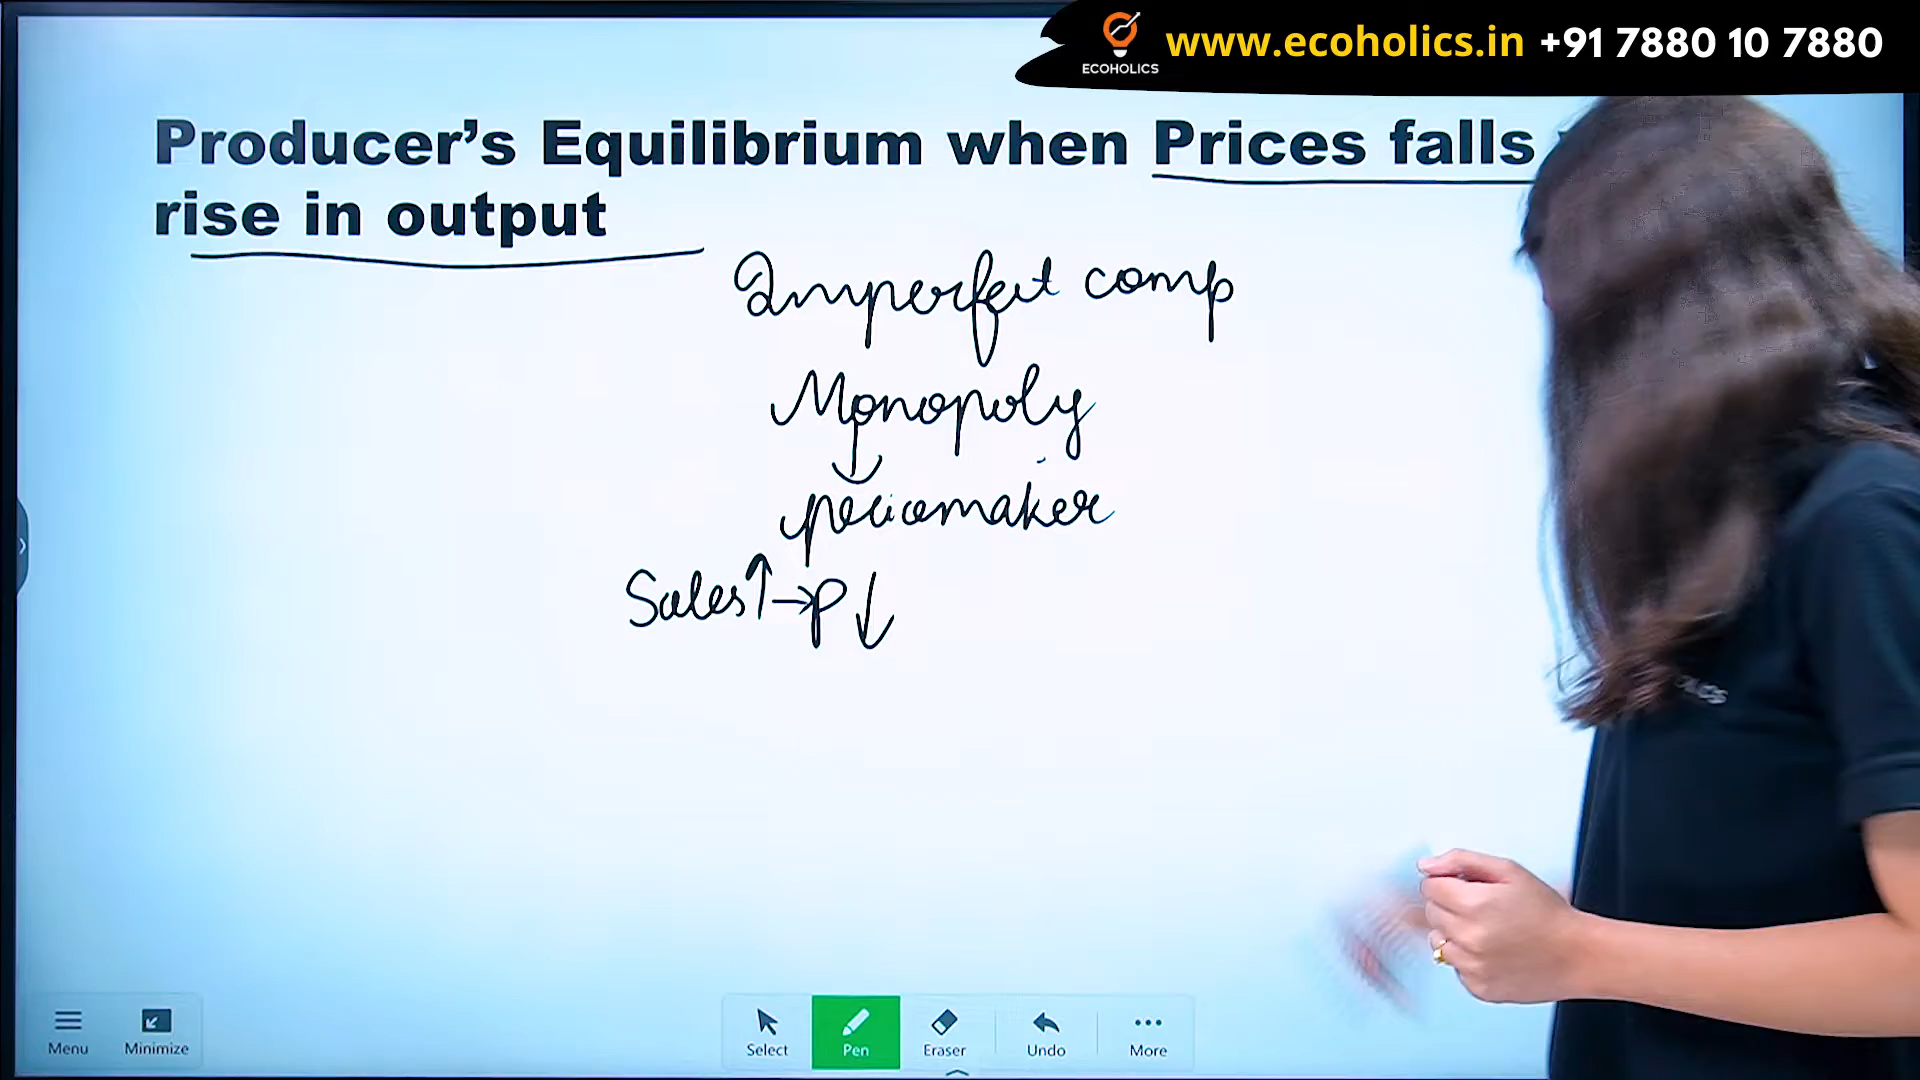 www.ecoholics.in +91 7880 10 7880
ECOHOLICS
Producer's Equilibrium when Prices falls
rise in output
Imperfect comp
Monopoly
↓
pricemaker
Sales↑→P↓
Menu
Minimize
Select
Pen
Eraser
Undo
More